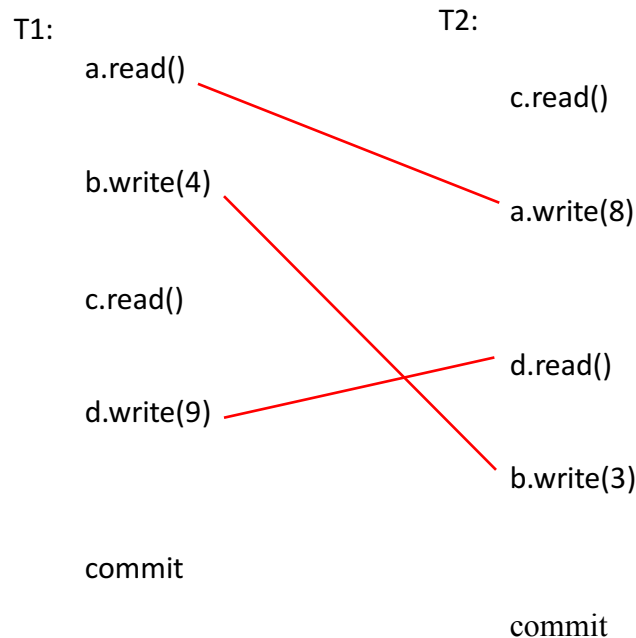 T1:
a.read()
b.write(4)
c.read()
d.write(9)
commit
T2:
c.read()
a.write(8)
d.read()
b.write(3)
commit